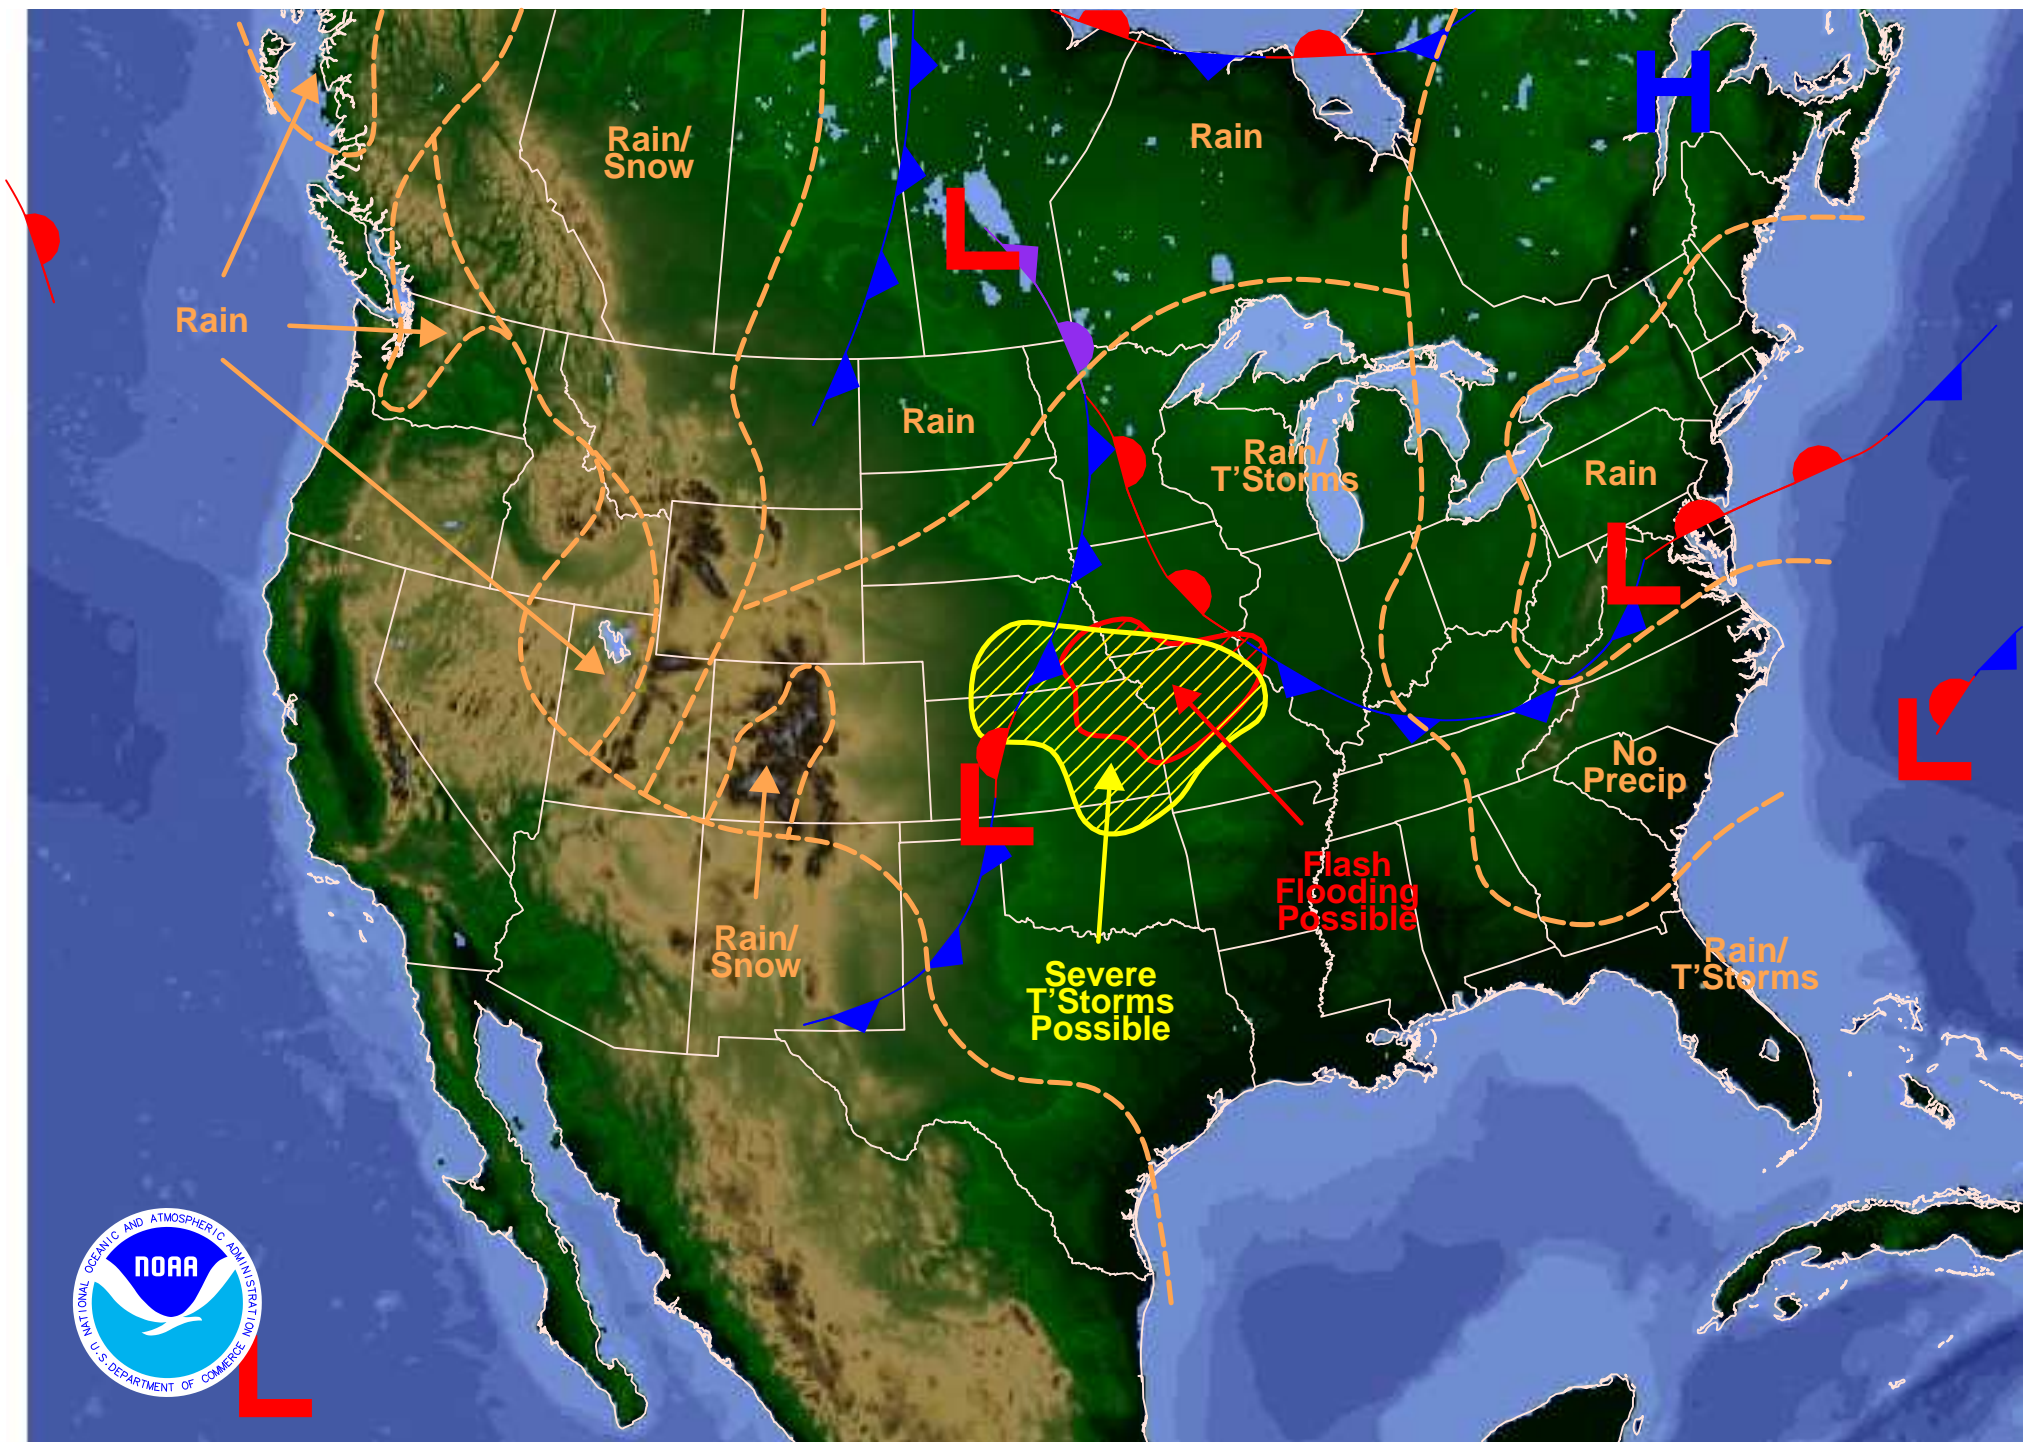 H
Rain/
Snow
Rain
L
Rain
Rain
Rain/
T'Storms
Rain
L
L
No
Precip
L
Flash
Flooding
Possible
Rain/
Snow
Severe
T'Storms
Possible
Rain/
T'Storms
NATIONAL OCEANIC AND ATMOSPHERIC ADMINISTRATION
NOAA
U.S. DEPARTMENT OF COMMERCE
L